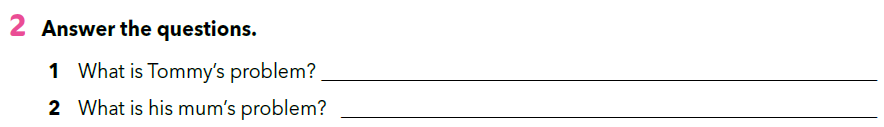 2 Answer the questions.
1 What is Tommy’s problem?
2 What is his mum’s problem?